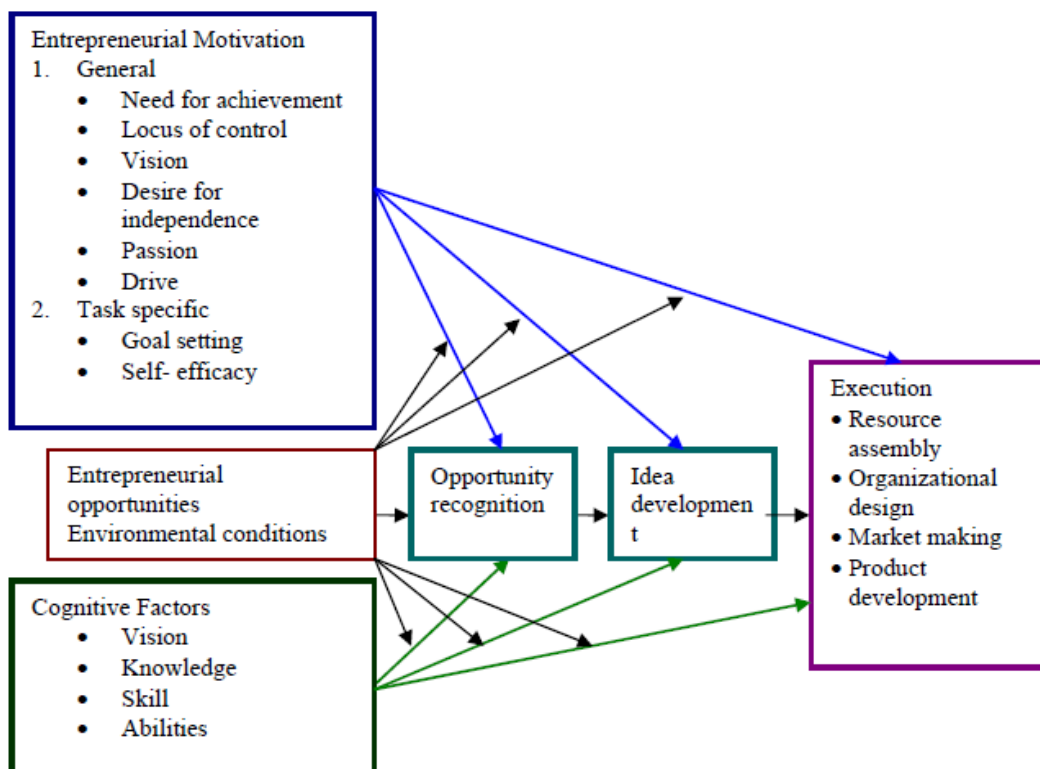 Entrepreneurial Motivation
1. General
• Need for achievement
• Locus of control
• Vision
• Desire for
independence
• Passion
• Drive
2. Task specific
• Goal setting
• Self- efficacy
Entrepreneurial
opportunities
Environmental conditions
Opportunity
recognition
Idea
developmen
t
Execution
• Resource
assembly
• Organizational
design
• Market making
• Product
development
Cognitive Factors
• Vision
• Knowledge
• Skill
• Abilities